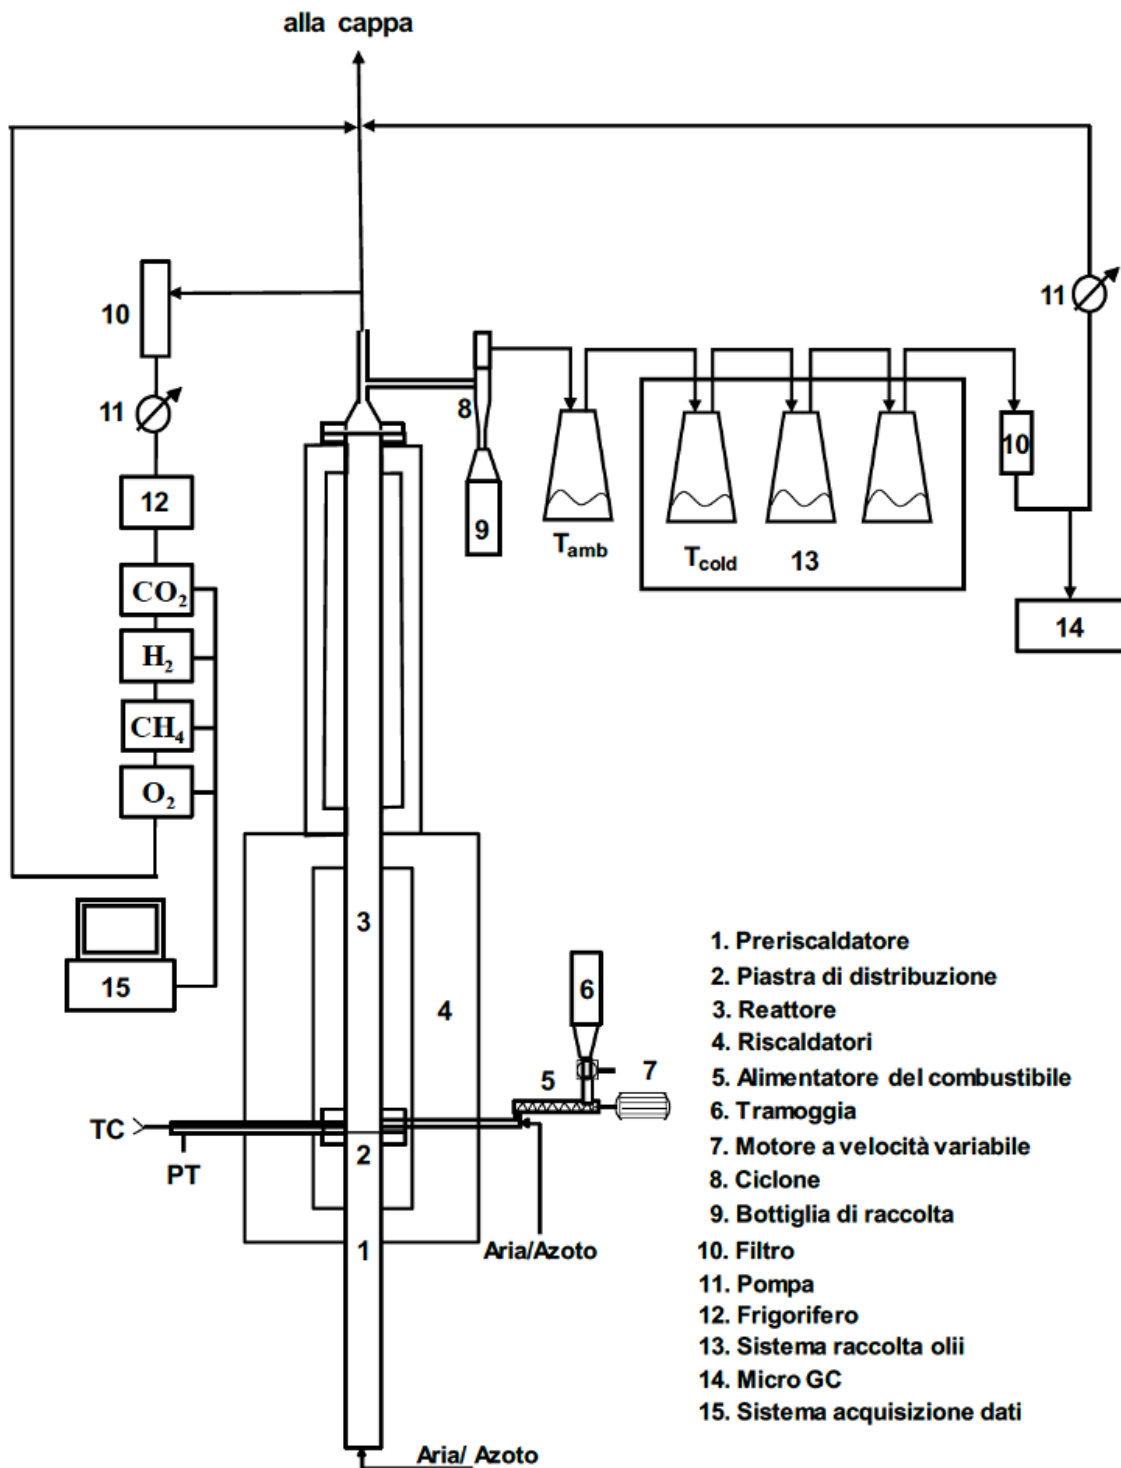 alla cappa
10
11
11
8
10
12
9
T_amb
T_cold
13
CO₂
14
H₂
CH₄
O₂
3
15
4
6
5
7
TC
2
PT
1
Aria/Azoto
Aria/ Azoto
1. Preriscaldatore
2. Piastra di distribuzione
3. Reattore
4. Riscaldatori
5. Alimentatore del combustibile
6. Tramoggia
7. Motore a velocità variabile
8. Ciclone
9. Bottiglia di raccolta
10. Filtro
11. Pompa
12. Frigorifero
13. Sistema raccolta olii
14. Micro GC
15. Sistema acquisizione dati